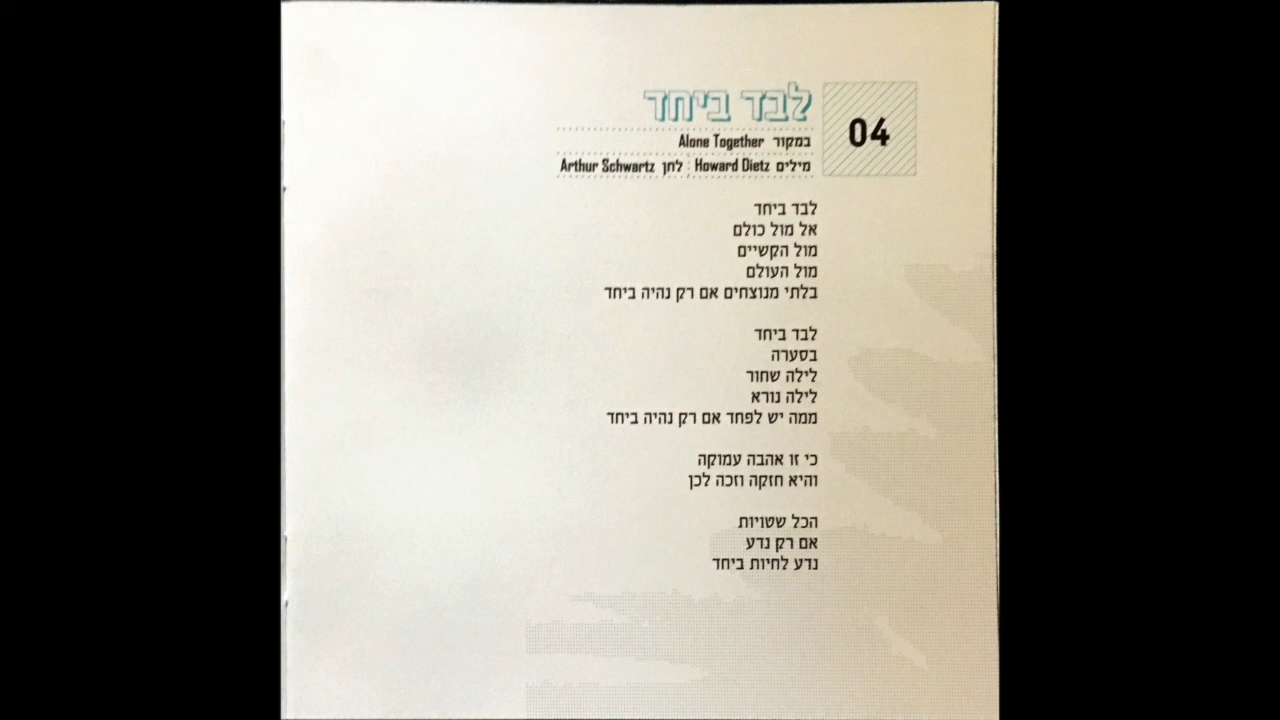 04
לבד ביחד
במקור Alone Together
מילים Howard Dietz : לחן Arthur Schwartz
לבד ביחד
אל מול כולם
מול הקשיים
מול העולם
בלתי מנוצחים אם רק נהיה ביחד
לבד ביחד
בסערה
לילה שחור
לילה נורא
ממה יש לפחד אם רק נהיה ביחד
כי זו אהבה עמוקה
והיא חזקה וזכה לכן
הכל שטויות
אם רק נדע
נדע לחיות ביחד